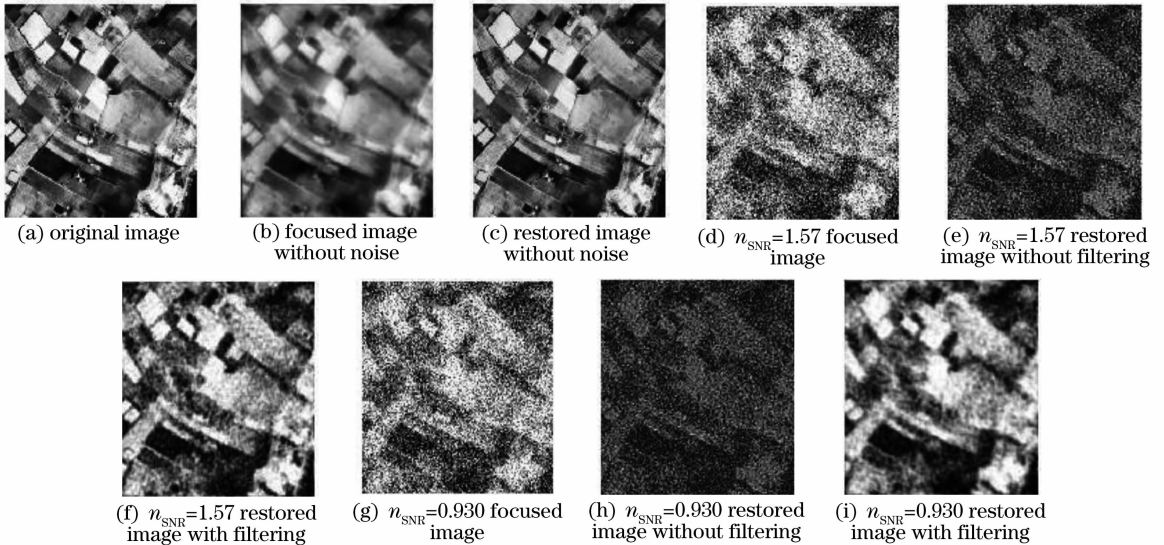 (a) original image
(b) focused image
without noise
(c) restored image
without noise
(d) nSNR=1.57 focused
image
(e) nSNR=1.57 restored
image without filtering
(f) nSNR=1.57 restored
image with filtering
(g) nSNR=0.930 focused
image
(h) nSNR=0.930 restored
image without filtering
(i) nSNR=0.930 restored
image with filtering